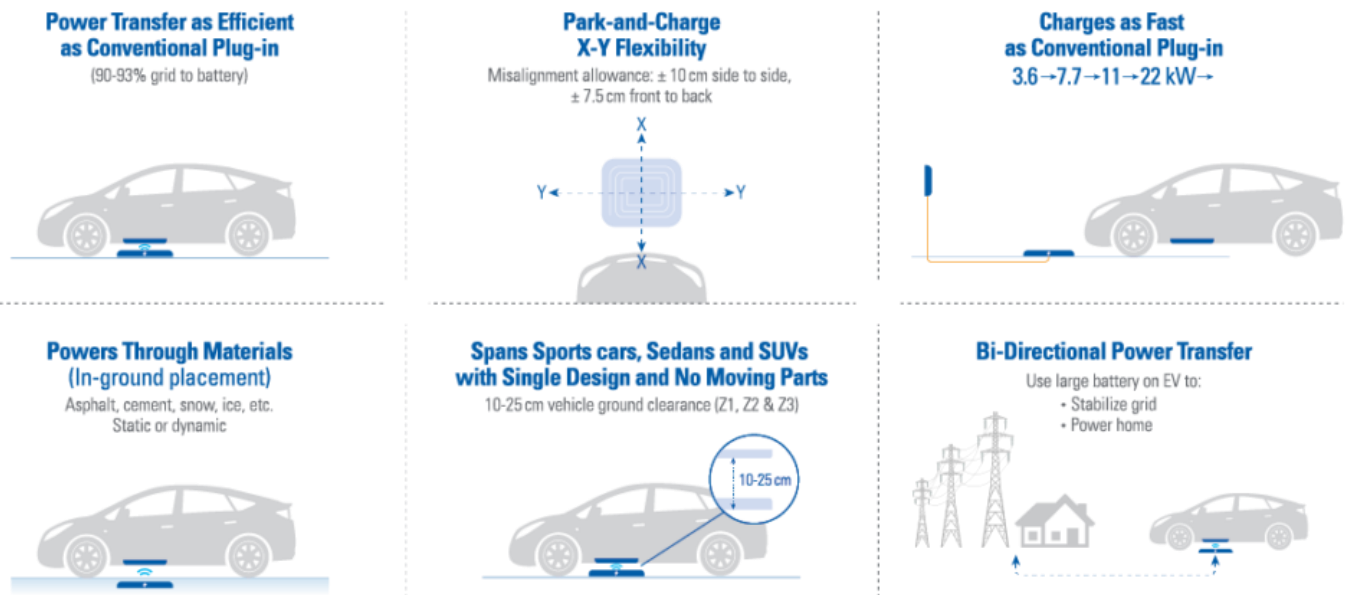 Power Transfer as Efficient
as Conventional Plug-in
(90-93% grid to battery)
Park-and-Charge
X-Y Flexibility
Misalignment allowance: ± 10 cm side to side,
± 7.5 cm front to back
X
Y
Y
X
Charges as Fast
as Conventional Plug-in
3.6→7.7→11→22 kW→
Powers Through Materials
(In-ground placement)
Asphalt, cement, snow, ice, etc.
Static or dynamic
Spans Sports cars, Sedans and SUVs
with Single Design and No Moving Parts
10-25 cm vehicle ground clearance (Z1, Z2 & Z3)
10-25 cm
Bi-Directional Power Transfer
Use large battery on EV to:
• Stabilize grid
• Power home